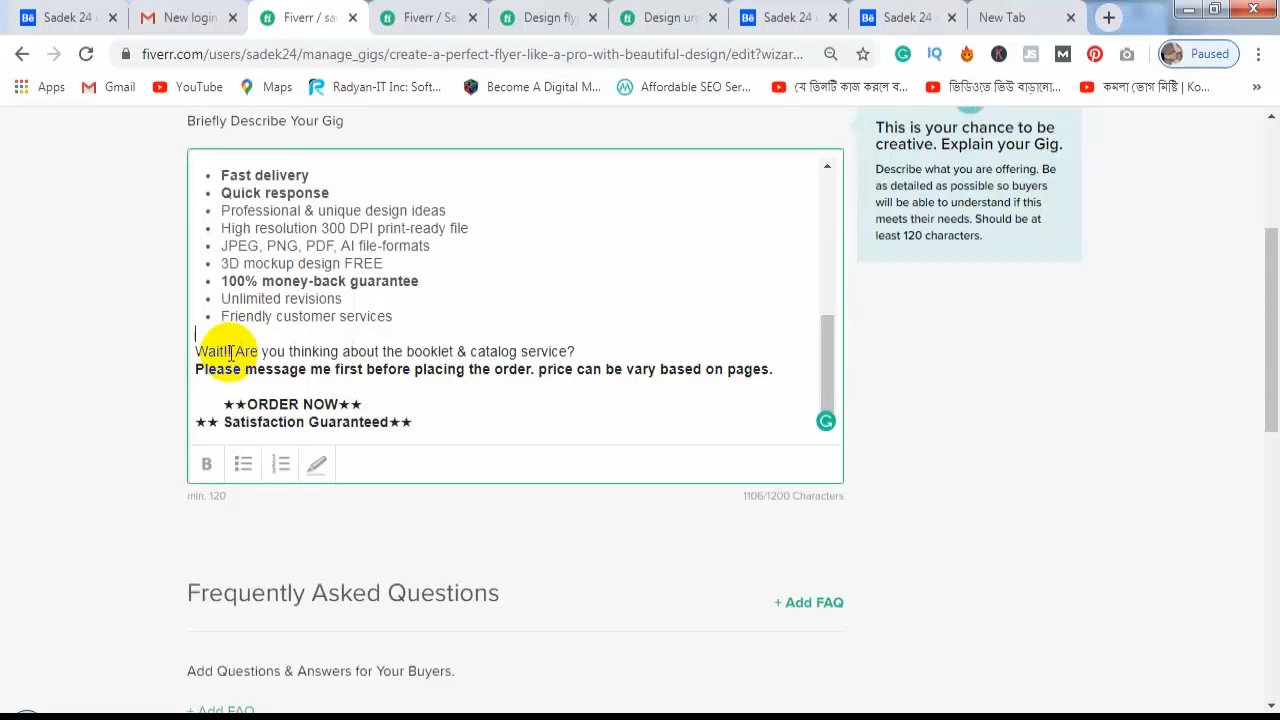 Sadek 24 u
New login
Fiverr / sa
Fiverr / Se
Design fly
Design un
Sadek 24 u
Sadek 24 u
New Tab
fiverr.com/users/sadek24/manage_gigs/create-a-perfect-flyer-like-a-pro-with-beautiful-design/edit?wizar...
Paused
Apps
Gmail
YouTube
Maps
Radyan-IT Inc: Soft...
Become A Digital M...
Affordable SEO Ser...
যে তিনটি কাজ করলে ব...
ভিডিওতে ভিউ বাড়ানো...
কমলা ভোগ মিষ্টি | Ko...
»
Briefly Describe Your Gig
This is your chance to be
creative. Explain your Gig.
Describe what you are offering. Be
as detailed as possible so buyers
will be able to understand if this
meets their needs. Should be at
least 120 characters.
• Fast delivery
• Quick response
• Professional & unique design ideas
• High resolution 300 DPI print-ready file
• JPEG, PNG, PDF, AI file-formats
• 3D mockup design FREE
• 100% money-back guarantee
• Unlimited revisions
• Friendly customer services
Wait!! Are you thinking about the booklet & catalog service?
Please message me first before placing the order. price can be vary based on pages.
★★ORDER NOW★★
★★ Satisfaction Guaranteed★★
B
min. 120
1106/1200 Characters
Frequently Asked Questions
+ Add FAQ
Add Questions & Answers for Your Buyers.
+ Add FAQ